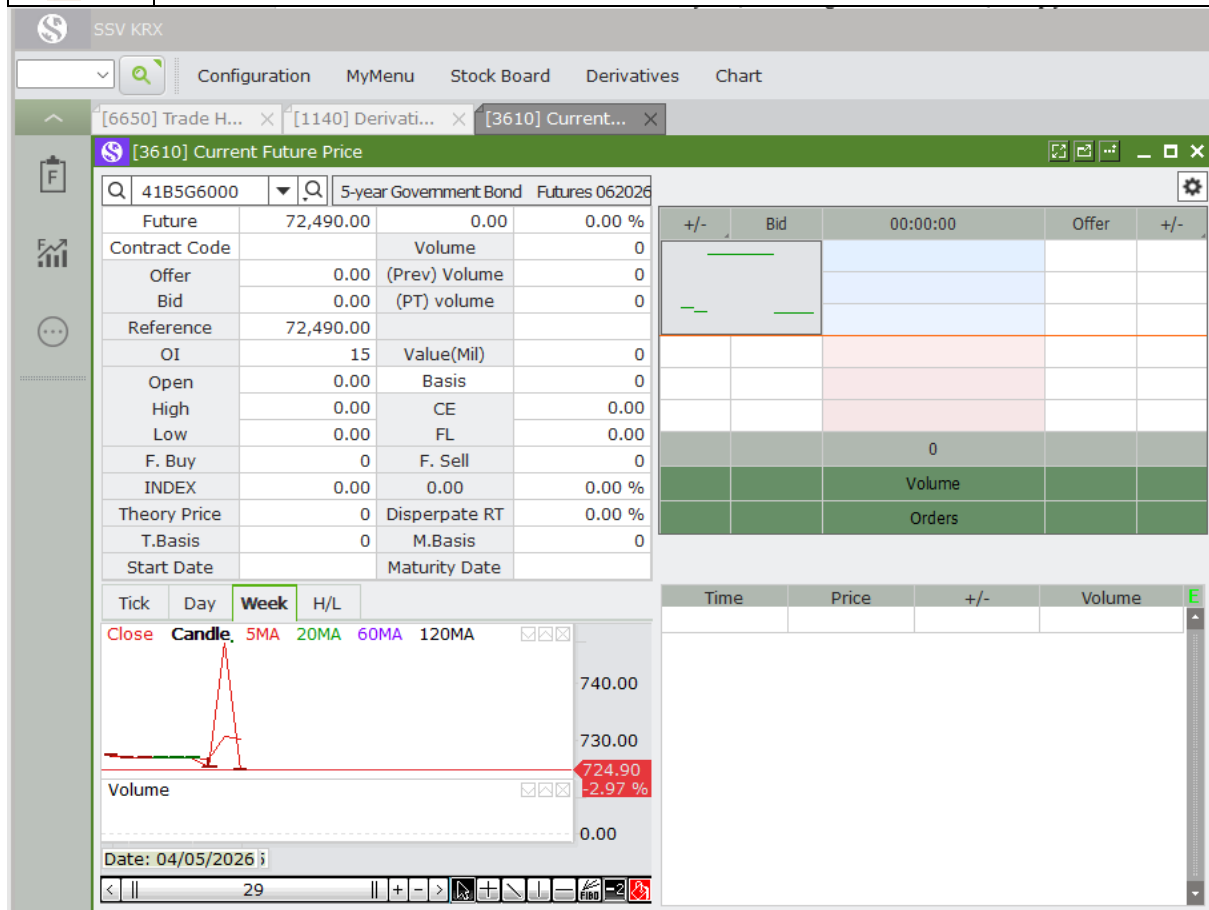 SSV KRX
Configuration MyMenu Stock Board Derivatives Chart
[6650] Trade H... [1140] Derivati... [3610] Current...
[3610] Current Future Price
41B5G6000 5-year Government Bond Futures 062026
Future 72,490.00 0.00 0.00 %
Contract Code Volume 0
Offer 0.00 (Prev) Volume 0
Bid 0.00 (PT) volume 0
Reference 72,490.00
OI 15 Value(Mil) 0
Open 0.00 Basis 0
High 0.00 CE 0.00
Low 0.00 FL 0.00
F. Buy 0 F. Sell 0
INDEX 0.00 0.00 0.00 %
Theory Price 0 Disperpate RT 0.00 %
T.Basis 0 M.Basis 0
Start Date Maturity Date
+/- Bid 00:00:00 Offer +/-
0
Volume
Orders
Tick Day Week H/L
Close Candle 5MA 20MA 60MA 120MA
740.00
730.00
724.90
-2.97 %
Volume
0.00
Date: 04/05/2026
29
FIBO -2
Time Price +/- Volume E
F
F